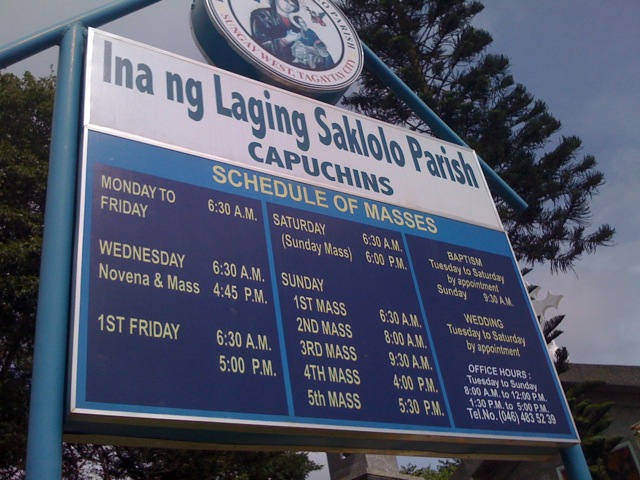 SUNGAY WEST, TAGAYTAY CITY
Ina ng Laging Saklolo Parish
CAPUCHINS
SCHEDULE OF MASSES
MONDAY TO
FRIDAY 6:30 A.M.
WEDNESDAY 6:30 A.M.
Novena & Mass 4:45 P.M.
1ST FRIDAY 6:30 A.M.
5:00 P.M.
SATURDAY 6:30 A.M.
(Sunday Mass) 6:00 P.M.
SUNDAY
1ST MASS 6:30 A.M.
2ND MASS 8:00 A.M.
3RD MASS 9:30 A.M.
4TH MASS 4:00 P.M.
5th MASS 5:30 P.M.
BAPTISM
Tuesday to Saturday
by appointment
Sunday 9:30 A.M.
WEDDING
Tuesday to Saturday
by appointment
OFFICE HOURS :
Tuesday to Sunday
8:00 A.M. to 12:00 P.M.
1:30 P.M. to 5:00 P.M.
Tel.No. (046) 483 52 39